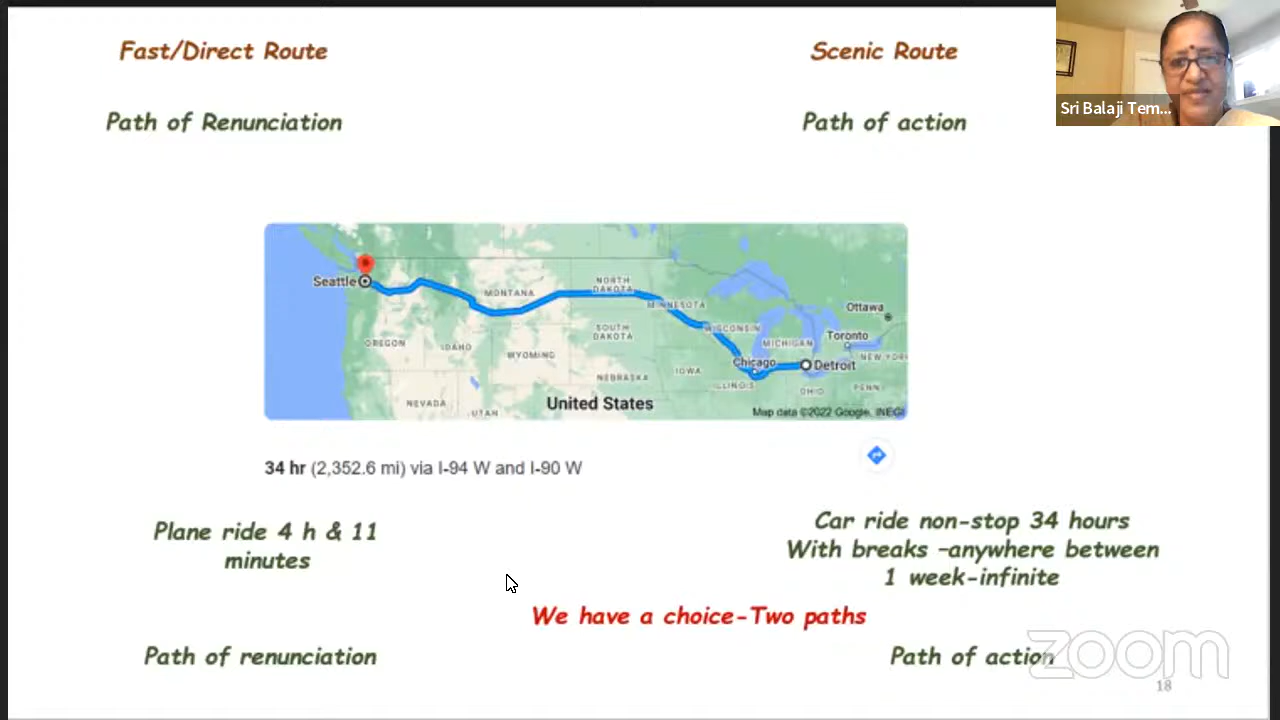 Fast/Direct Route
Scenic Route
Sri Balaji Tem...
Path of Renunciation
Path of action
Seattle
MONTANA
NORTH
DAKOTA
MINNESOTA
Ottawa
OREGON
IDAHO
WYOMING
SOUTH
DAKOTA
WISCONSIN
MICHIGAN
Toronto
NEW YORK
Chicago
Detroit
NEBRASKA
IOWA
ILLINOIS
OHIO
PENN
NEVADA
UTAH
United States
Map data ©2022 Google, INEGI
34 hr (2,352.6 mi) via I-94 W and I-90 W
Plane ride 4 h & 11
minutes
Car ride non-stop 34 hours
With breaks –anywhere between
1 week-infinite
We have a choice-Two paths
Path of renunciation
Path of action
zoom
18